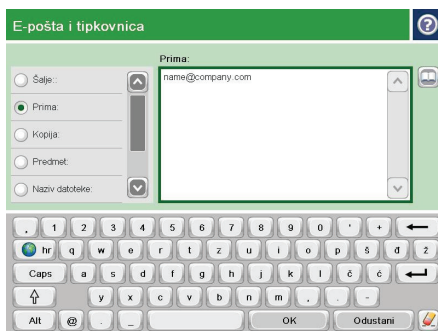 E-pošta i tipkovnica
?
Prima:
Šalje::
name@company.com
Prima:
Kopija:
Predmet:
Naziv datoteke:
. 1 2 3 4 5 6 7 8 9 0 ' +
hr q w e r t z u i o p š đ ž
Caps a s d f g h j k l č ć
y x c v b n m , . -
Alt @ . _ OK Odustani